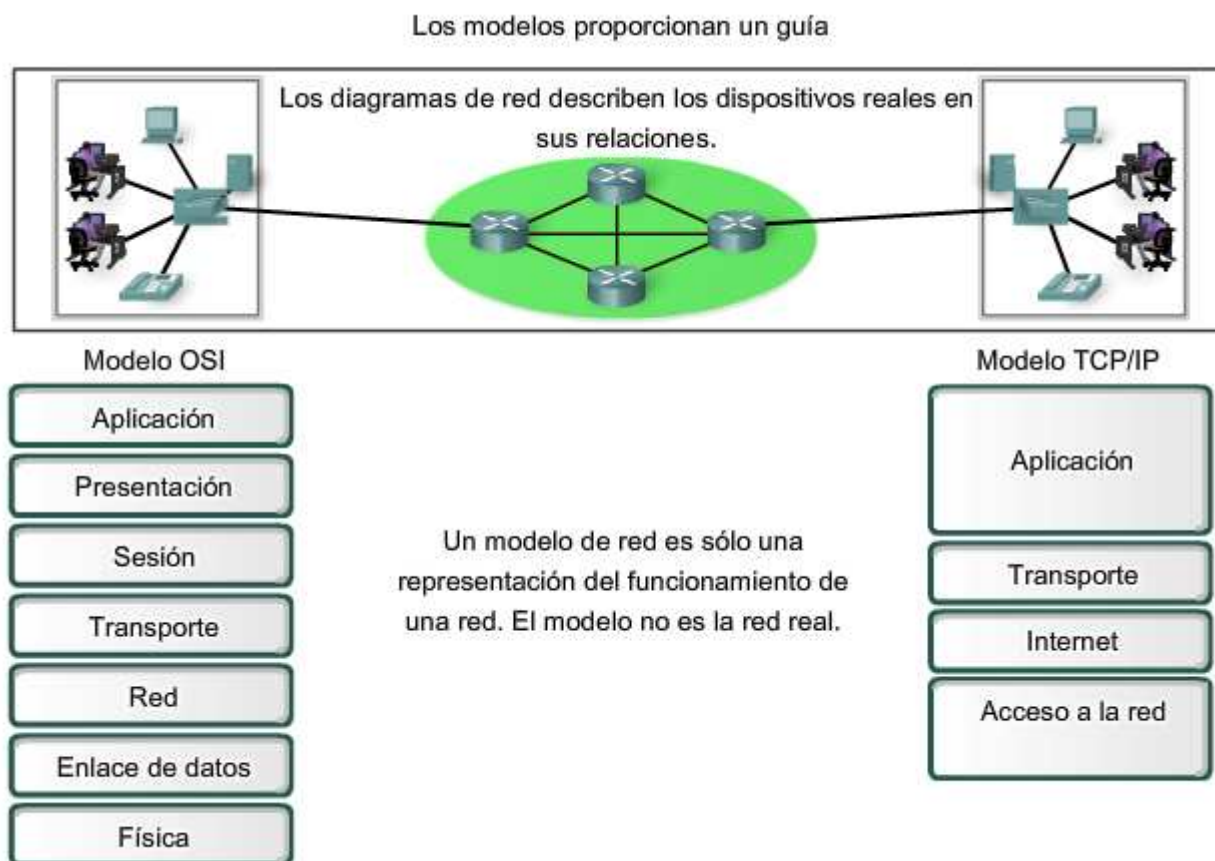 Los modelos proporcionan un guía
Los diagramas de red describen los dispositivos reales en
sus relaciones.
Modelo OSI
Aplicación
Presentación
Sesión
Transporte
Red
Enlace de datos
Física
Un modelo de red es sólo una
representación del funcionamiento de
una red. El modelo no es la red real.
Modelo TCP/IP
Aplicación
Transporte
Internet
Acceso a la red